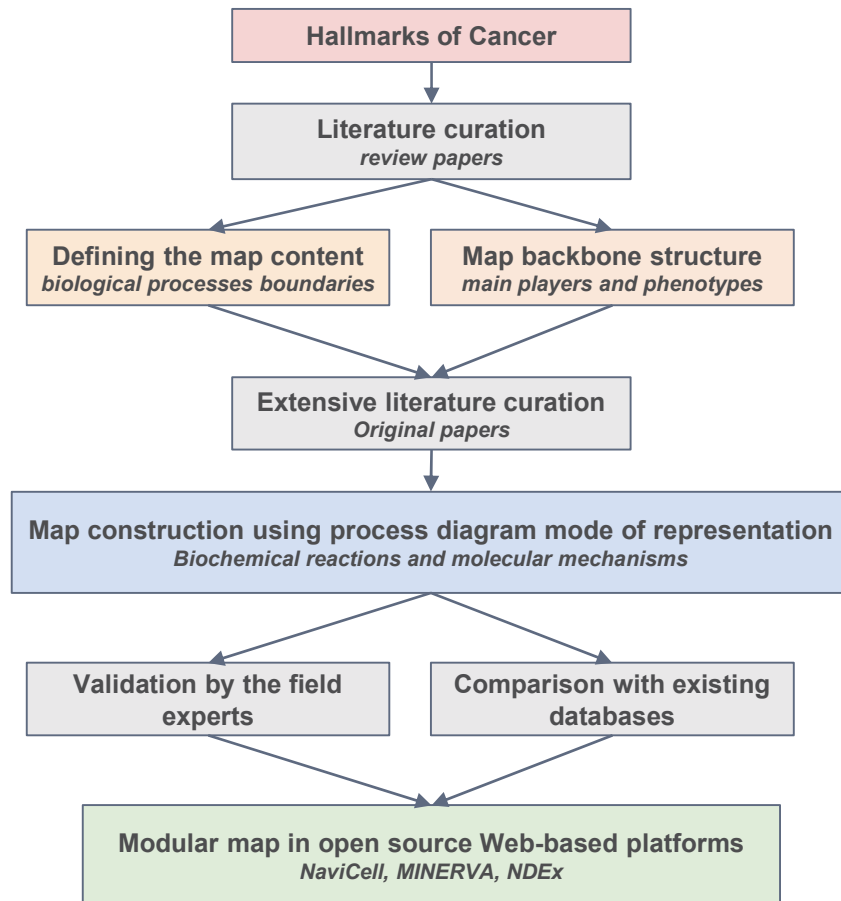 Hallmarks of Cancer
Literature curation
review papers
Defining the map content
biological processes boundaries
Map backbone structure
main players and phenotypes
Extensive literature curation
Original papers
Map construction using process diagram mode of representation
Biochemical reactions and molecular mechanisms
Validation by the field
experts
Comparison with existing
databases
Modular map in open source Web-based platforms
NaviCell, MINERVA, NDEx